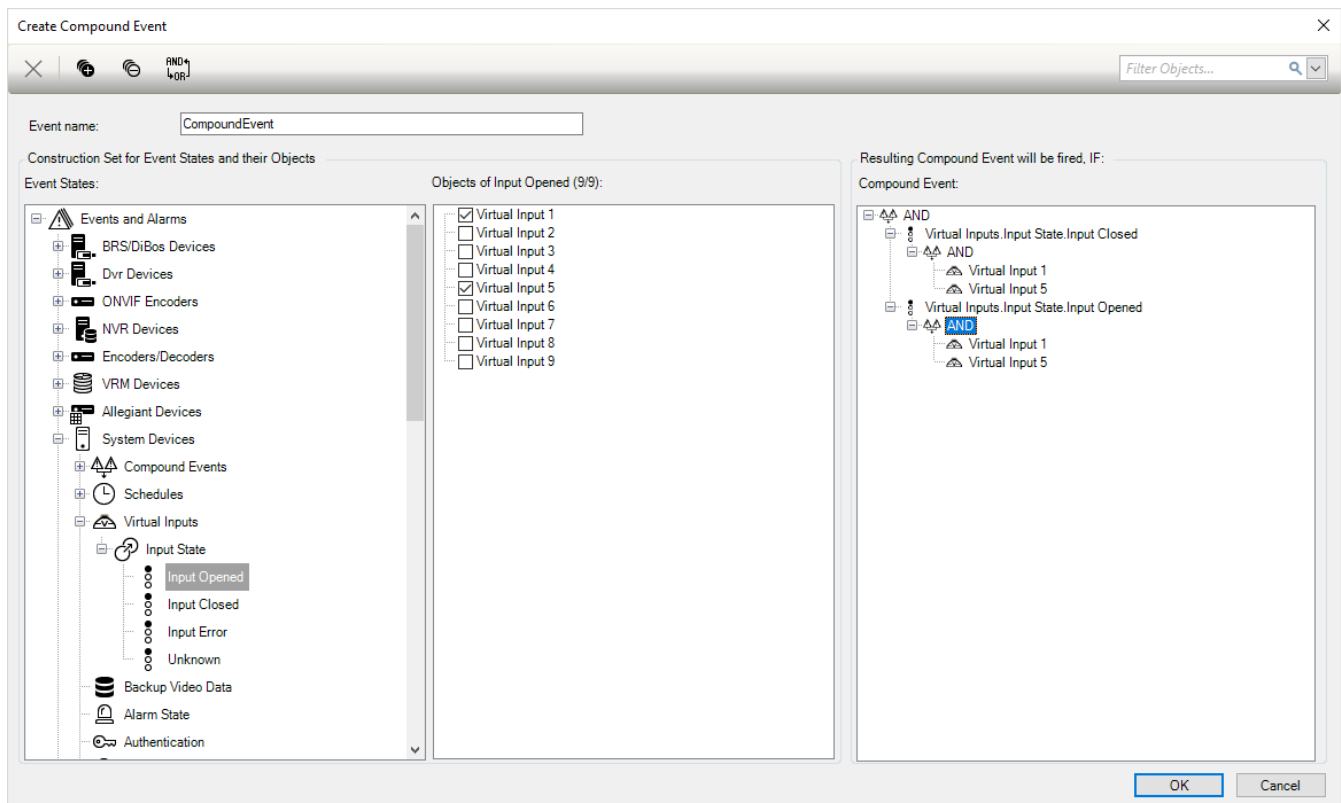 Create Compound Event
AND
OR
Filter Objects...
Event name:
CompoundEvent
Construction Set for Event States and their Objects
Event States:
Objects of Input Opened (9/9):
Events and Alarms
BRS/DiBos Devices
Dvr Devices
ONVIF Encoders
NVR Devices
Encoders/Decoders
VRM Devices
Allegiant Devices
System Devices
Compound Events
Schedules
Virtual Inputs
Input State
Input Opened
Input Closed
Input Error
Unknown
Backup Video Data
Alarm State
Authentication
Virtual Input 1
Virtual Input 2
Virtual Input 3
Virtual Input 4
Virtual Input 5
Virtual Input 6
Virtual Input 7
Virtual Input 8
Virtual Input 9
Resulting Compound Event will be fired, IF:
Compound Event:
AND
Virtual Inputs.Input State.Input Closed
AND
Virtual Input 1
Virtual Input 5
Virtual Inputs.Input State.Input Opened
AND
Virtual Input 1
Virtual Input 5
OK
Cancel